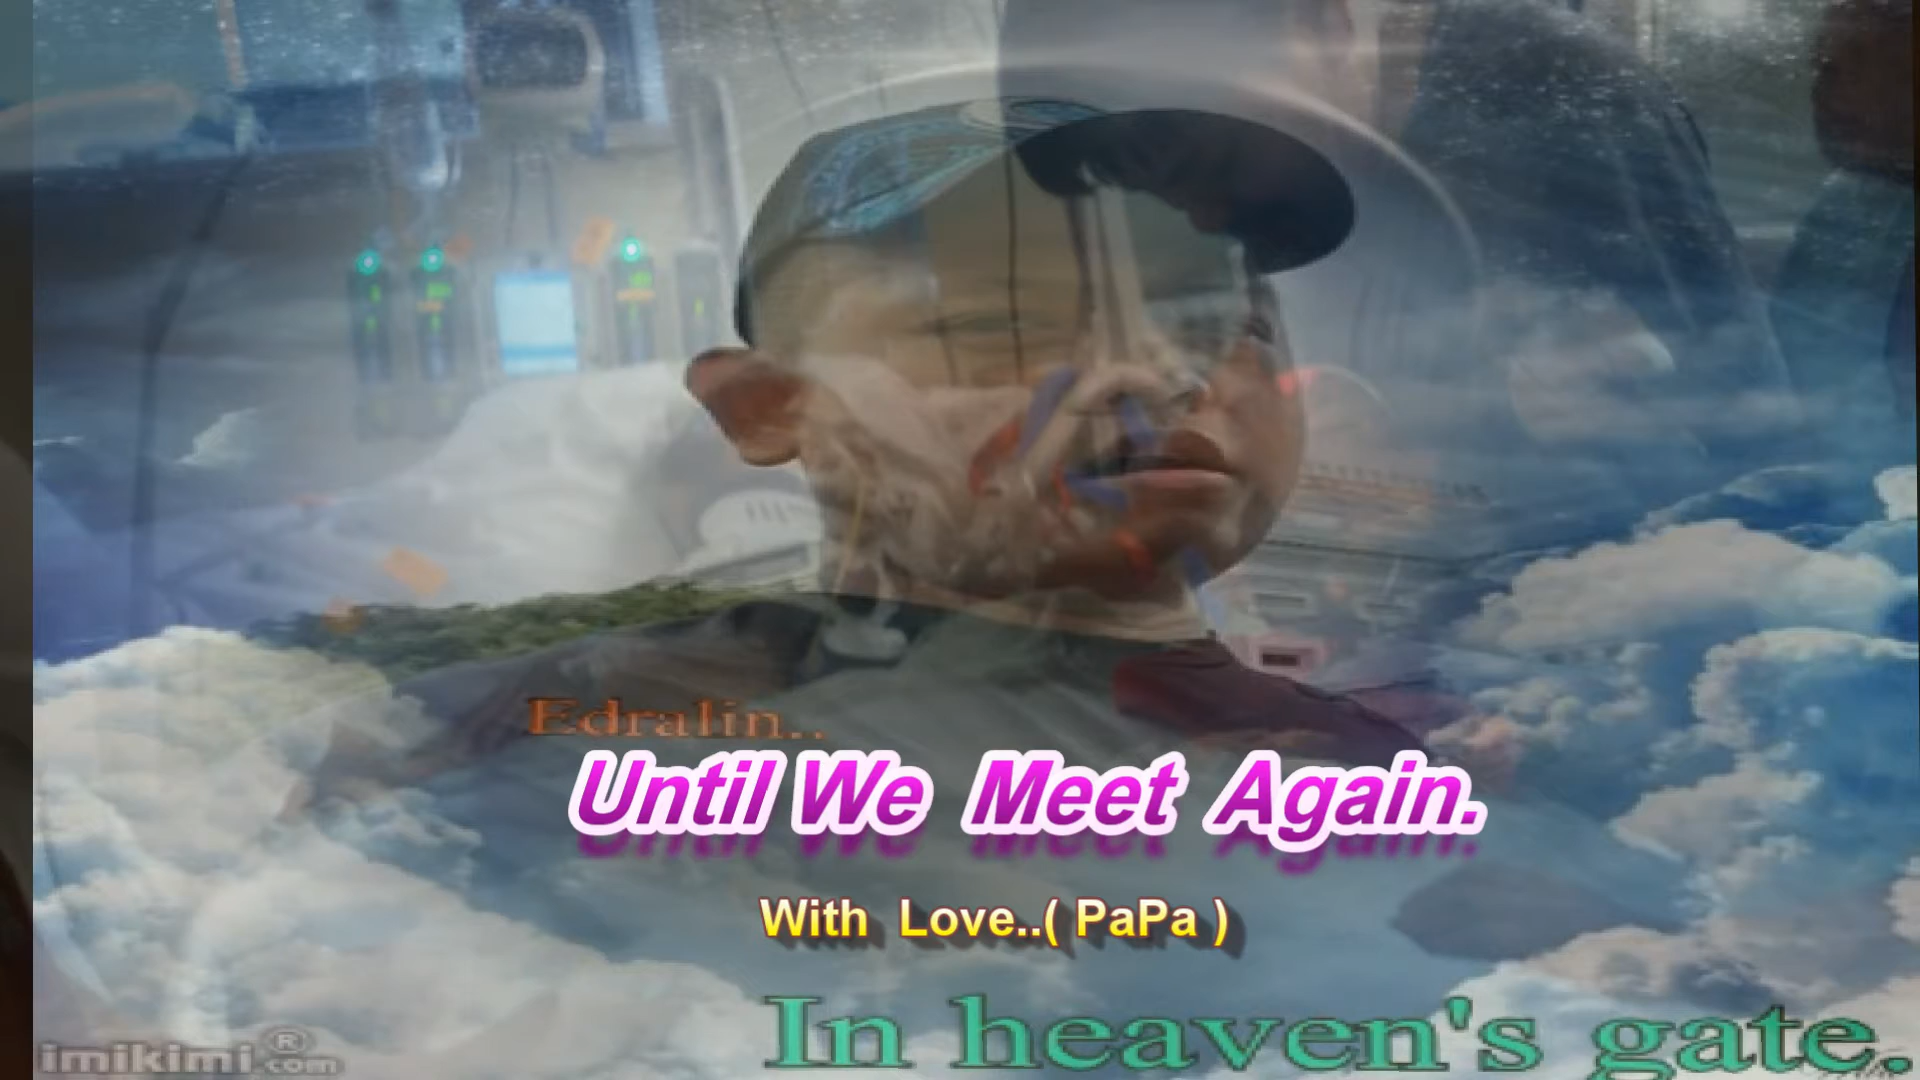 Edralin..
Until We Meet Again.
With Love..( PaPa )
In heaven's gate.
imikimi.com®